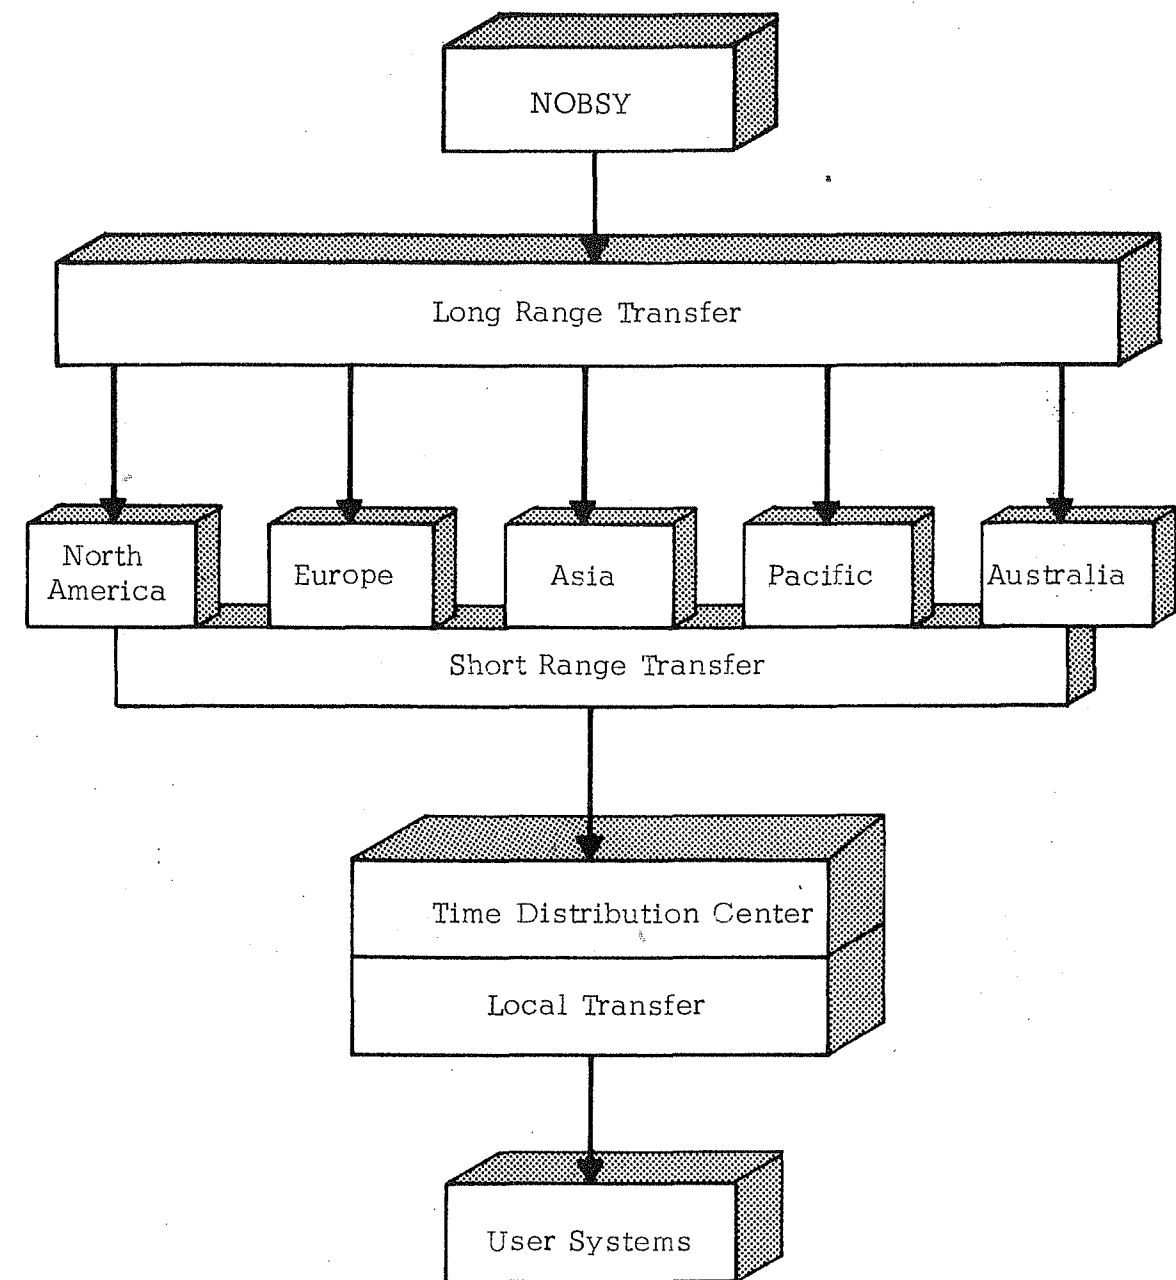 NOBSY
Long Range Transfer
North
America
Europe
Asia
Pacific
Australia
Short Range Transfer
Time Distribution Center
Local Transfer
User Systems